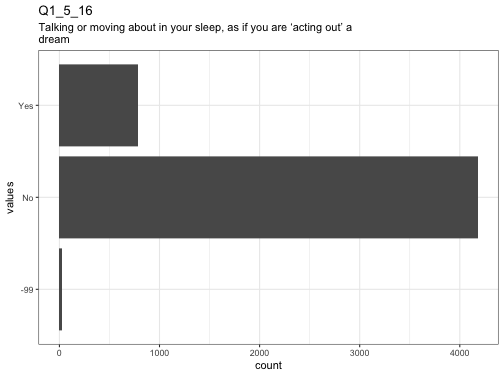 Q1_5_16
Talking or moving about in your sleep, as if you are ‘acting out’ a
dream
Yes
No
-99
values
0 1000 2000 3000 4000
count